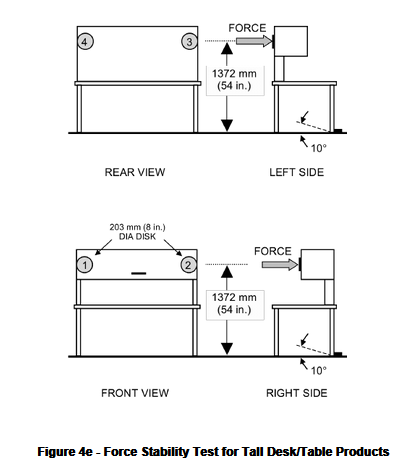 4
3
FORCE
1372 mm
(54 in.)
10°
REAR VIEW
LEFT SIDE
203 mm (8 in.)
DIA DISK
1
2
FORCE
1372 mm
(54 in.)
10°
FRONT VIEW
RIGHT SIDE
Figure 4e - Force Stability Test for Tall Desk/Table Products